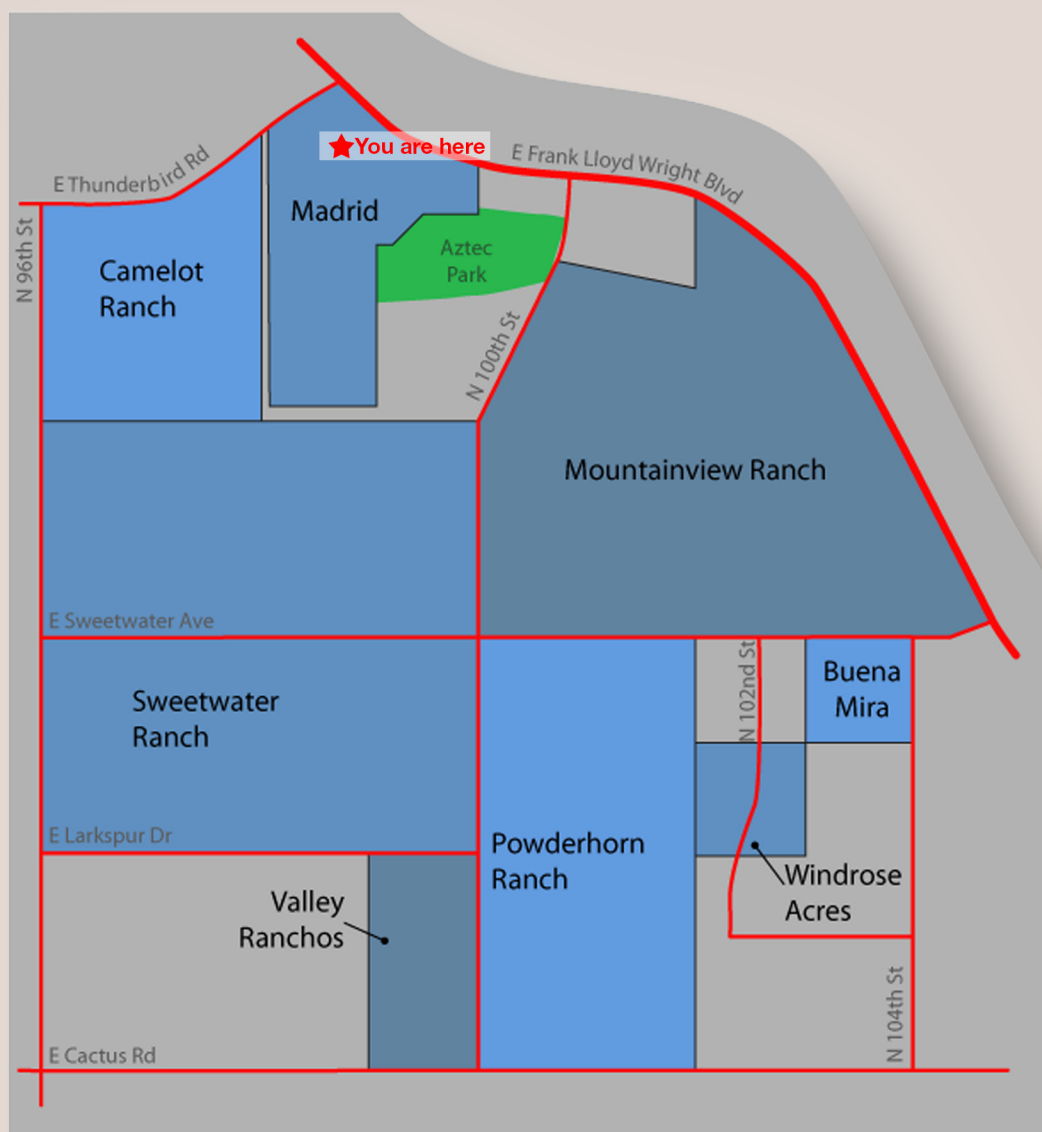 You are here
E Frank Lloyd Wright Blvd
E Thunderbird Rd
Madrid
N 96th St
Camelot
Ranch
Aztec
Park
N 100th St
Mountainview Ranch
E Sweetwater Ave
Sweetwater
Ranch
N 102nd St
Buena
Mira
E Larkspur Dr
Powderhorn
Ranch
Windrose
Acres
Valley
Ranchos
N 104th St
E Cactus Rd